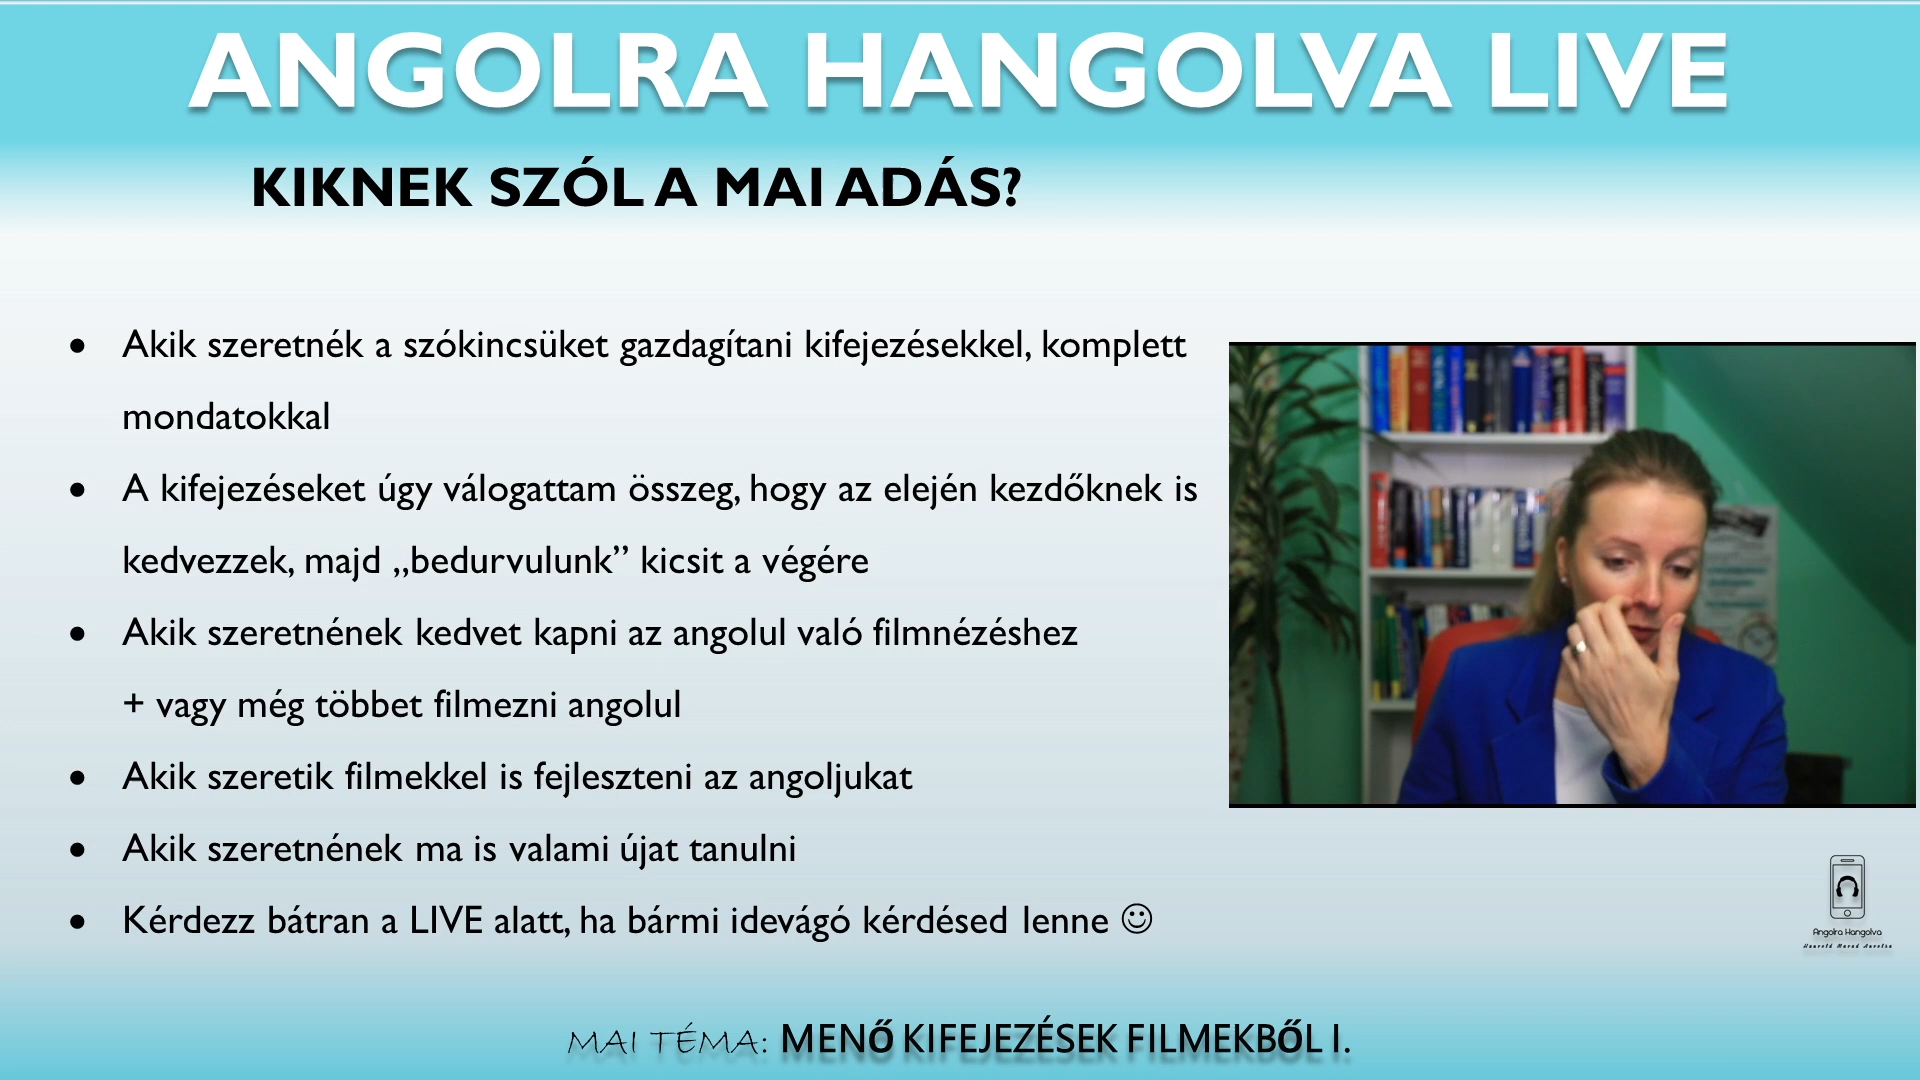 ANGOLRA HANGOLVA LIVE
KIKNEK SZÓL A MAI ADÁS?
• Akik szeretnék a szókincsüket gazdagítani kifejezésekkel, komplett
mondatokkal
• A kifejezéseket úgy válogattam összeg, hogy az elején kezdőknek is
kedvezzek, majd „bedurvulunk” kicsit a végére
• Akik szeretnének kedvet kapni az angolul való filmnézéshez
+ vagy még többet filmezni angolul
• Akik szeretik filmekkel is fejleszteni az angoljukat
• Akik szeretnének ma is valami újat tanulni
• Kérdezz bátran a LIVE alatt, ha bármi idevágó kérdésed lenne ☺
Angolra Hangolva
MAI TÉMA: MENŐ KIFEJEZÉSEK FILMEKBŐL I.